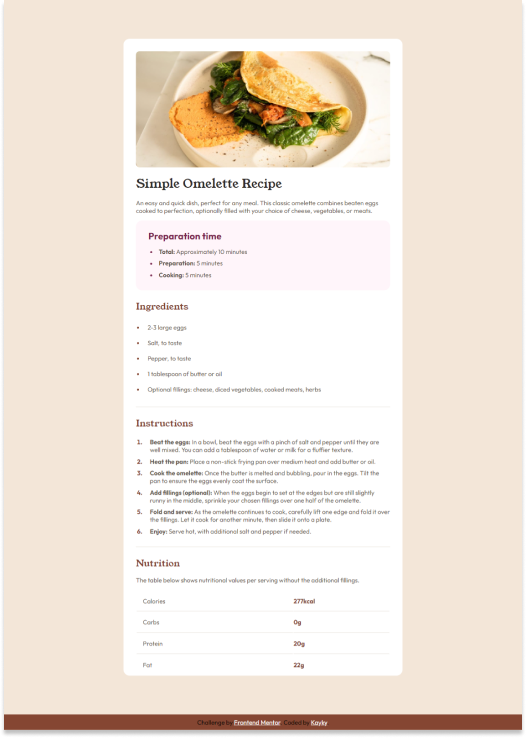 Simple Omelette Recipe
An easy and quick dish, perfect for any meal. This classic omelette combines beaten eggs
cooked to perfection, optionally filled with your choice of cheese, vegetables, or meats.
Preparation time
• Total: Approximately 10 minutes
• Preparation: 5 minutes
• Cooking: 5 minutes
Ingredients
• 2-3 large eggs
• Salt, to taste
• Pepper, to taste
• 1 tablespoon of butter or oil
• Optional fillings: cheese, diced vegetables, cooked meats, herbs
Instructions
1. Beat the eggs: In a bowl, beat the eggs with a pinch of salt and pepper until they are
well mixed. You can add a tablespoon of water or milk for a fluffier texture.
2. Heat the pan: Place a non-stick frying pan over medium heat and add butter or oil.
3. Cook the omelette: Once the butter is melted and bubbling, pour in the eggs. Tilt the
pan to ensure the eggs evenly coat the surface.
4. Add fillings (optional): When the eggs begin to set at the edges but are still slightly
runny in the middle, sprinkle your chosen fillings over one half of the omelette.
5. Fold and serve: As the omelette continues to cook, carefully lift one edge and fold it over
the fillings. Let it cook for another minute, then slide it onto a plate.
6. Enjoy: Serve hot, with additional salt and pepper if needed.
Nutrition
The table below shows nutritional values per serving without the additional fillings.
Calories 277kcal
Carbs 0g
Protein 20g
Fat 22g
Challenge by Frontend Mentor. Coded by Kayky